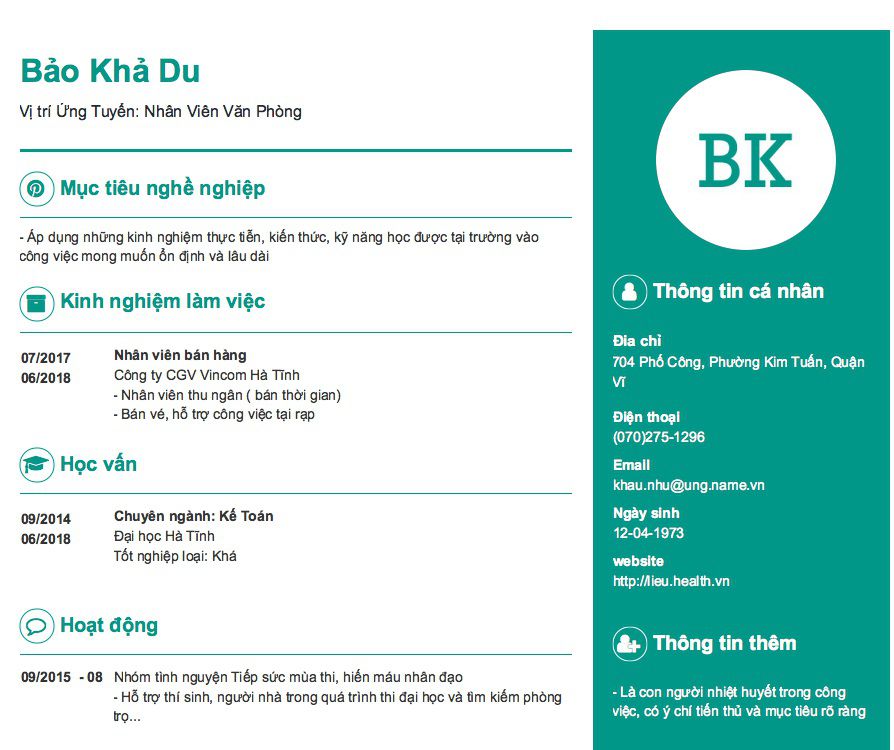 Bảo Khả Du
Vị trí Ứng Tuyển: Nhân Viên Văn Phòng
Mục tiêu nghề nghiệp
- Áp dụng những kinh nghiệm thực tiễn, kiến thức, kỹ năng học được tại trường vào
công việc mong muốn ổn định và lâu dài
Kinh nghiệm làm việc
07/2017
06/2018
Nhân viên bán hàng
Công ty CGV Vincom Hà Tĩnh
- Nhân viên thu ngân ( bán thời gian)
- Bán vé, hỗ trợ công việc tại rạp
Học vấn
09/2014
06/2018
Chuyên ngành: Kế Toán
Đại học Hà Tĩnh
Tốt nghiệp loại: Khá
Hoạt động
09/2015 - 08
Nhóm tình nguyện Tiếp sức mùa thi, hiến máu nhân đạo
- Hỗ trợ thí sinh, người nhà trong quá trình thi đại học và tìm kiếm phòng
trọ...
BK
Thông tin cá nhân
Địa chỉ
704 Phố Công, Phường Kim Tuấn, Quận
Vĩ
Điện thoại
(070)275-1296
Email
khau.nhu@ung.name.vn
Ngày sinh
12-04-1973
website
http://lieu.health.vn
Thông tin thêm
- Là con người nhiệt huyết trong công
việc, có ý chí tiến thủ và mục tiêu rõ ràng